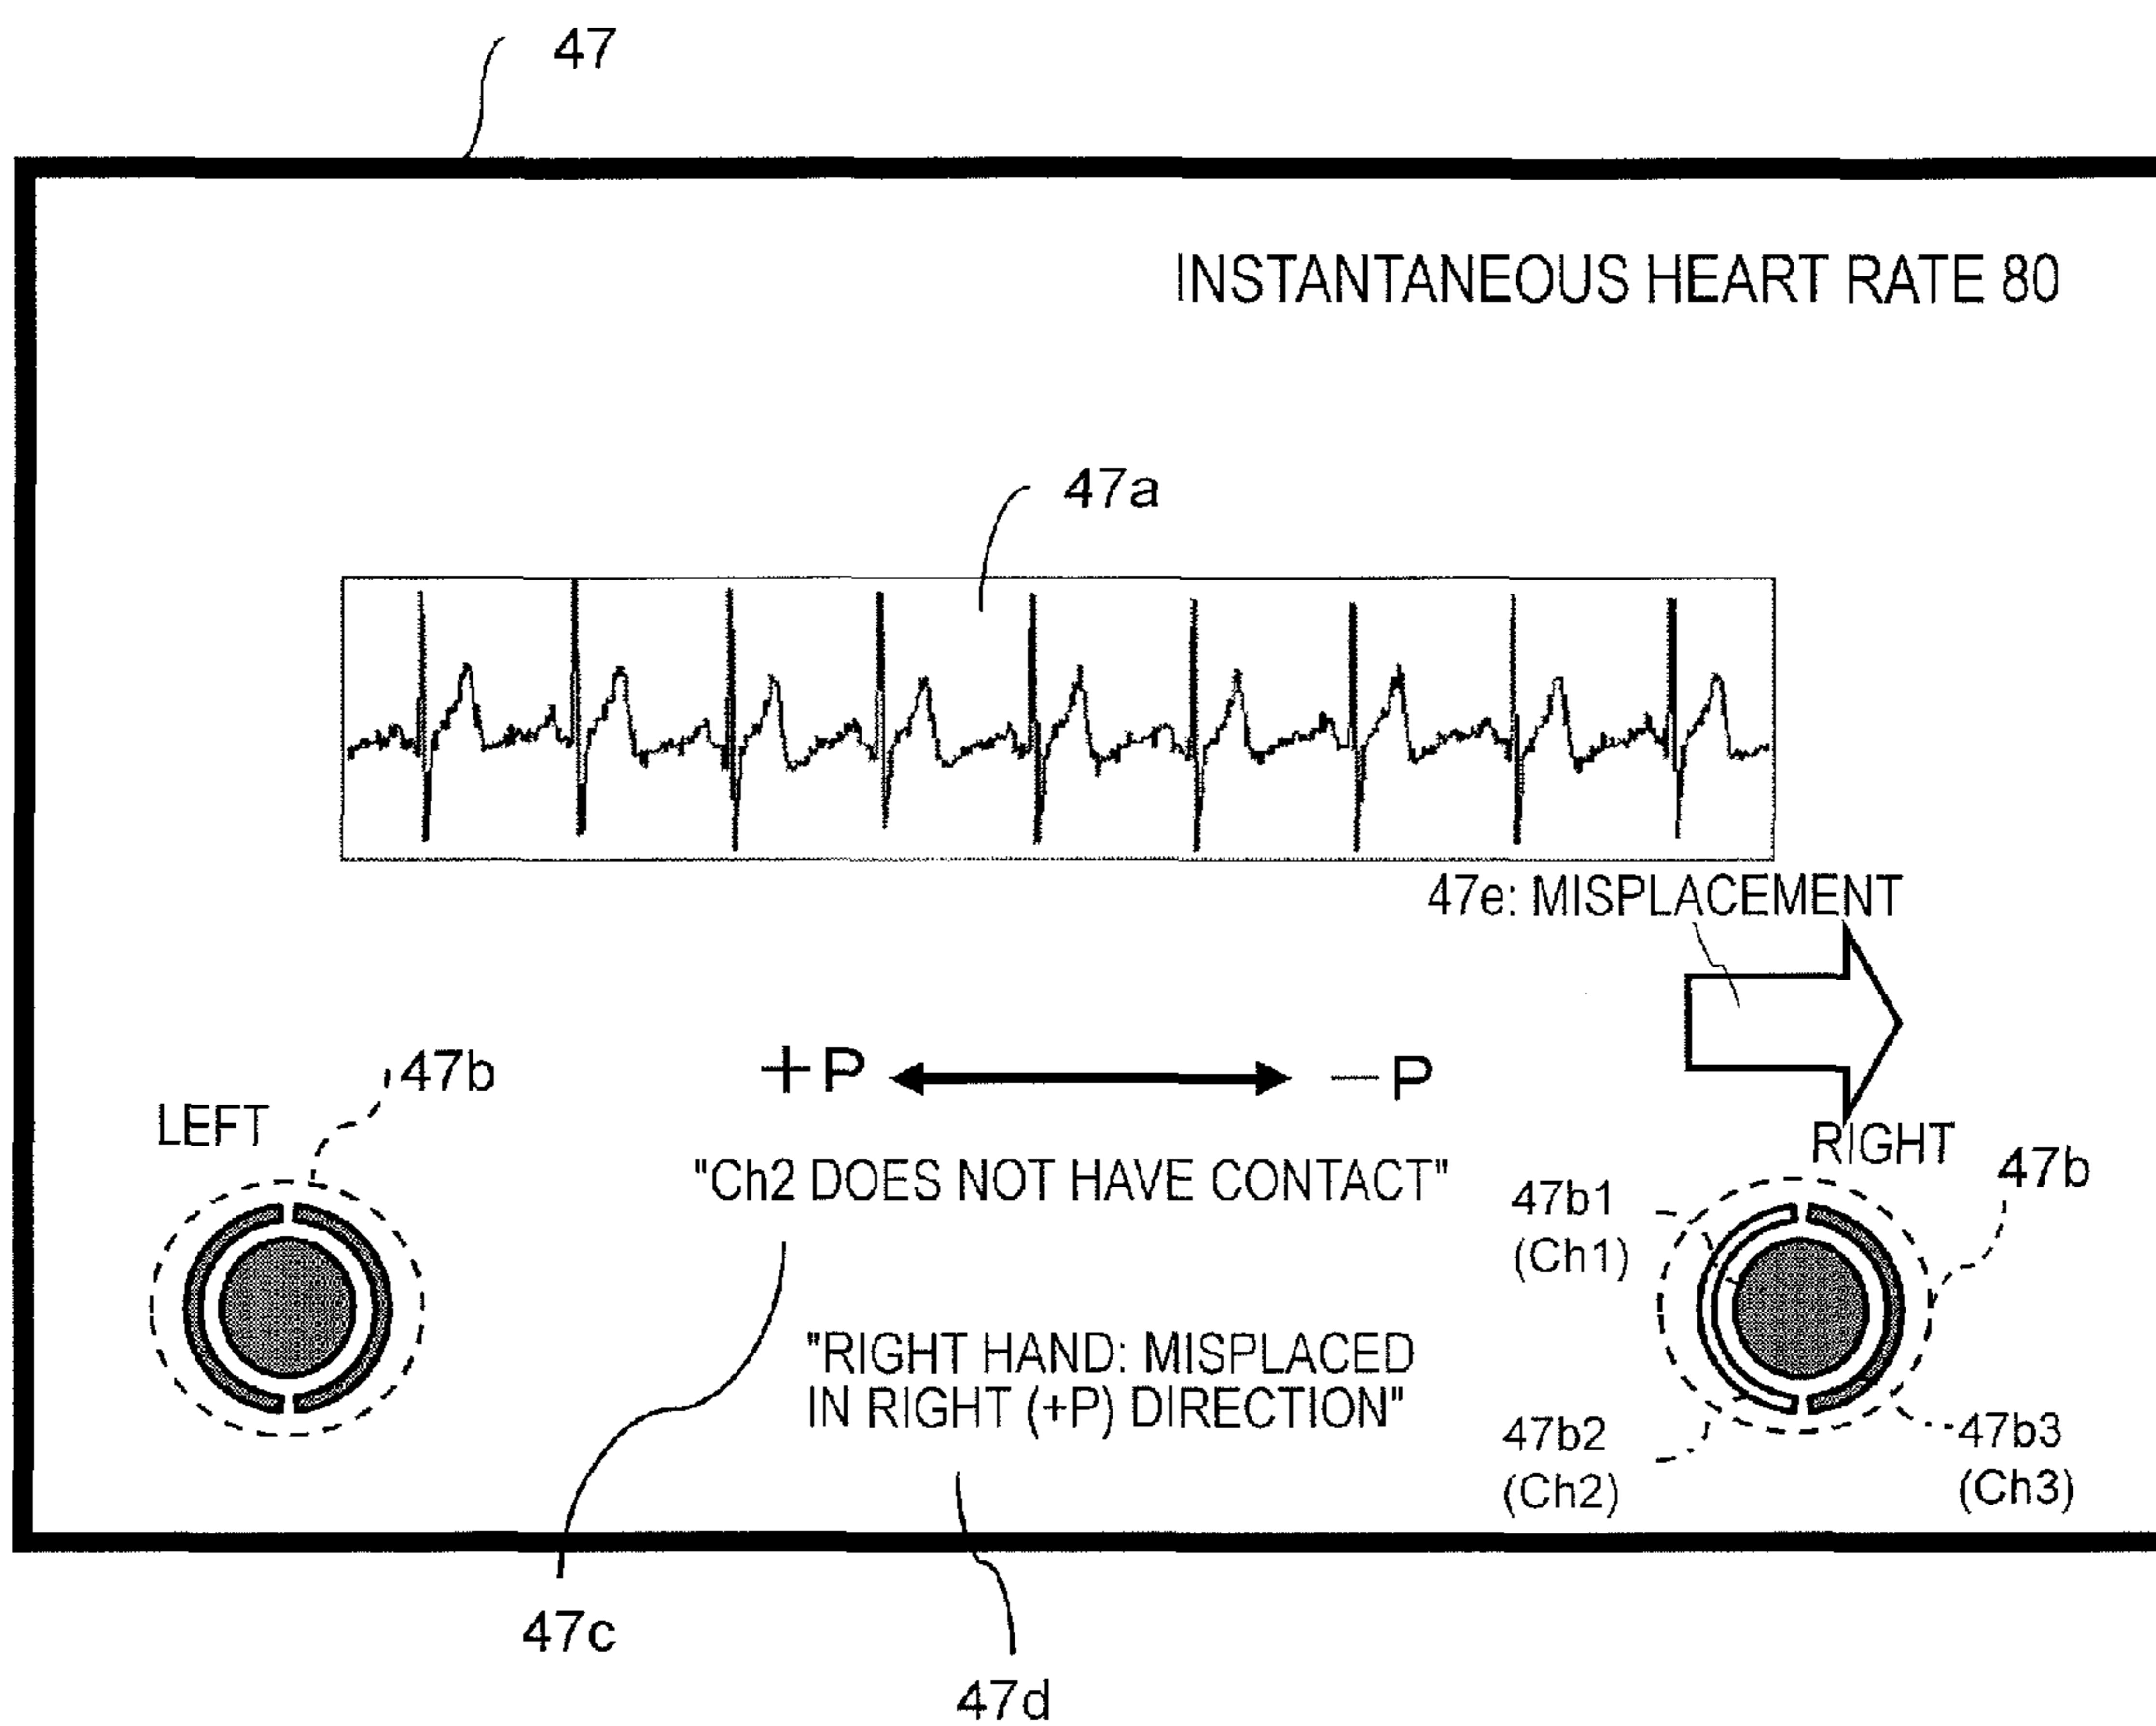 47
INSTANTANEOUS HEART RATE 80
47a
47e: MISPLACEMENT
+P
−P
LEFT
47b
"Ch2 DOES NOT HAVE CONTACT"
RIGHT
47b
47b1
(Ch1)
"RIGHT HAND: MISPLACED
IN RIGHT (+P) DIRECTION"
47b2
(Ch2)
47b3
(Ch3)
47c
47d